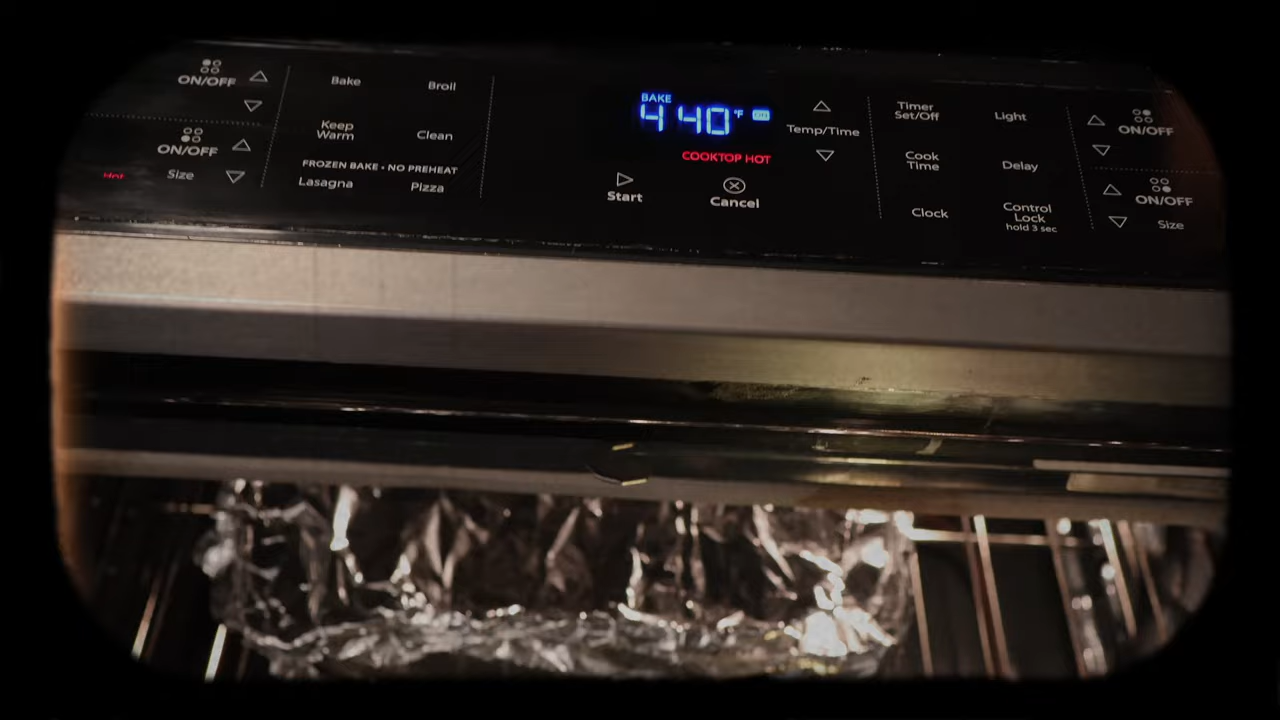 ON/OFF
ON/OFF
Size
Hot
Bake
Broil
Keep
Warm
Clean
FROZEN BAKE • NO PREHEAT
Lasagna
Pizza
BAKE
440°F ON
COOKTOP HOT
Start
Cancel
Temp/Time
Timer
Set/Off
Light
Cook
Time
Delay
Clock
Control
Lock
hold 3 sec
ON/OFF
ON/OFF
Size